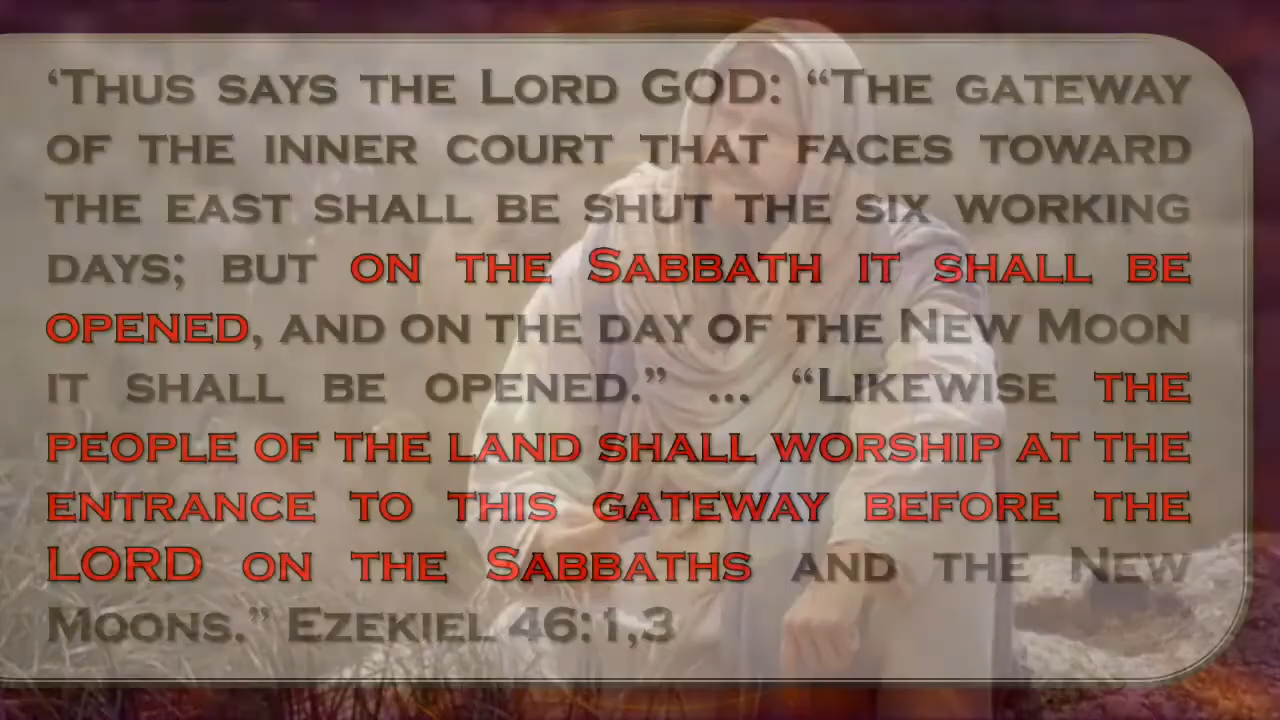 ‘Thus says the Lord GOD: “The gateway
of the inner court that faces toward
the east shall be shut the six working
days; but on the Sabbath it shall be
opened, and on the day of the New Moon
it shall be opened.” ... “Likewise the
people of the land shall worship at the
entrance to this gateway before the
LORD on the Sabbaths and the New
Moons.” Ezekiel 46:1,3